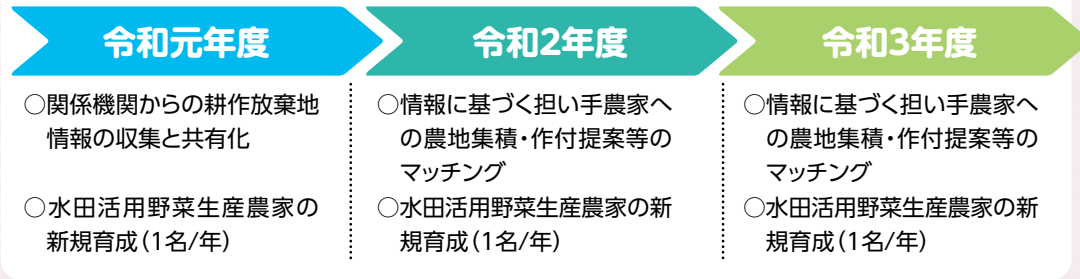 令和元年度
○関係機関からの耕作放棄地
情報の収集と共有化
○水田活用野菜生産農家の
新規育成(1名/年)
令和2年度
○情報に基づく担い手農家へ
の農地集積・作付提案等の
マッチング
○水田活用野菜生産農家の新
規育成(1名/年)
令和3年度
○情報に基づく担い手農家へ
の農地集積・作付提案等の
マッチング
○水田活用野菜生産農家の新
規育成(1名/年)